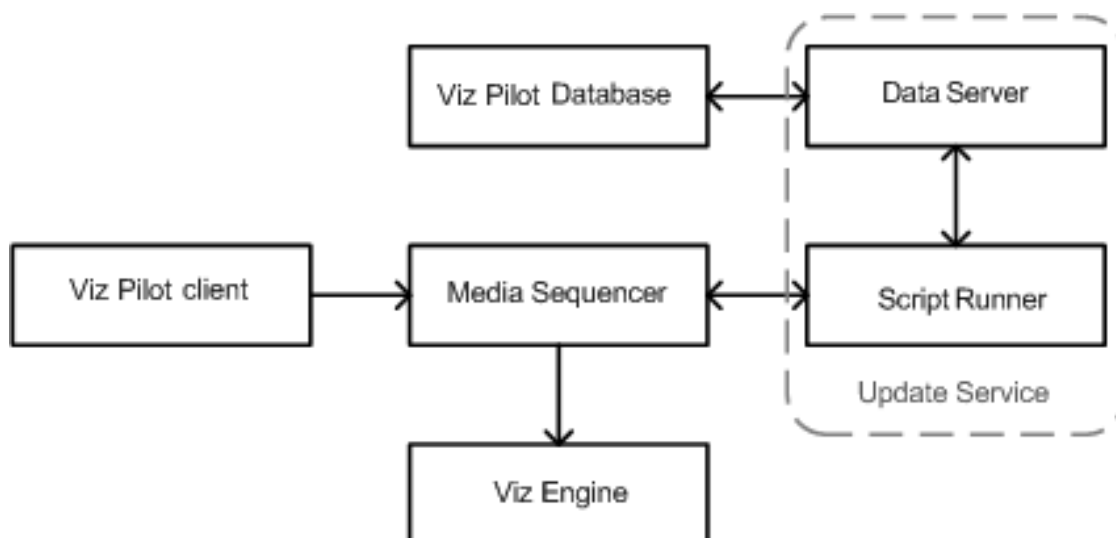 Viz Pilot Database
Data Server
Viz Pilot client
Media Sequencer
Script Runner
Update Service
Viz Engine